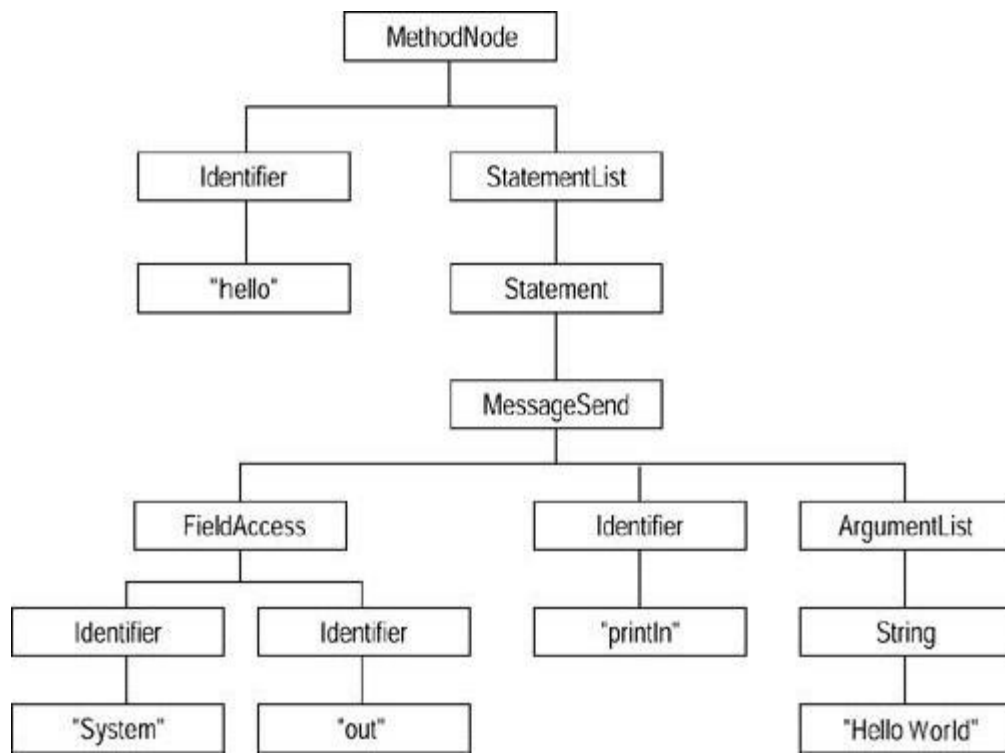 MethodNode
Identifier StatementList
"hello" Statement
MessageSend
FieldAccess Identifier ArgumentList
Identifier Identifier "println" String
"System" "out" "Hello World"